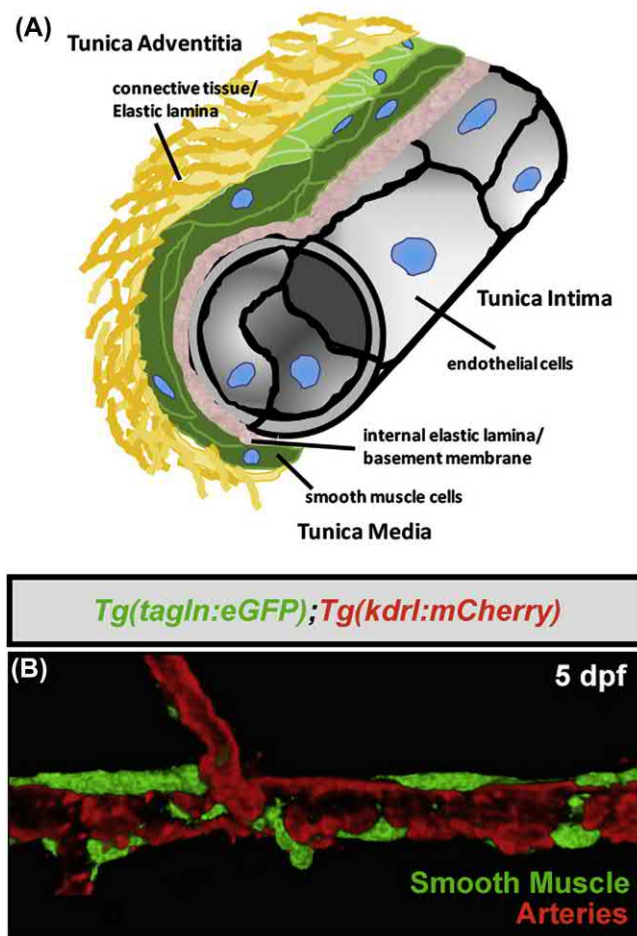 (A)
Tunica Adventitia
connective tissue/
Elastic lamina
Tunica Intima
endothelial cells
internal elastic lamina/
basement membrane
smooth muscle cells
Tunica Media
Tg(tagln:eGFP);Tg(kdrl:mCherry)
(B)
5 dpf
Smooth Muscle
Arteries